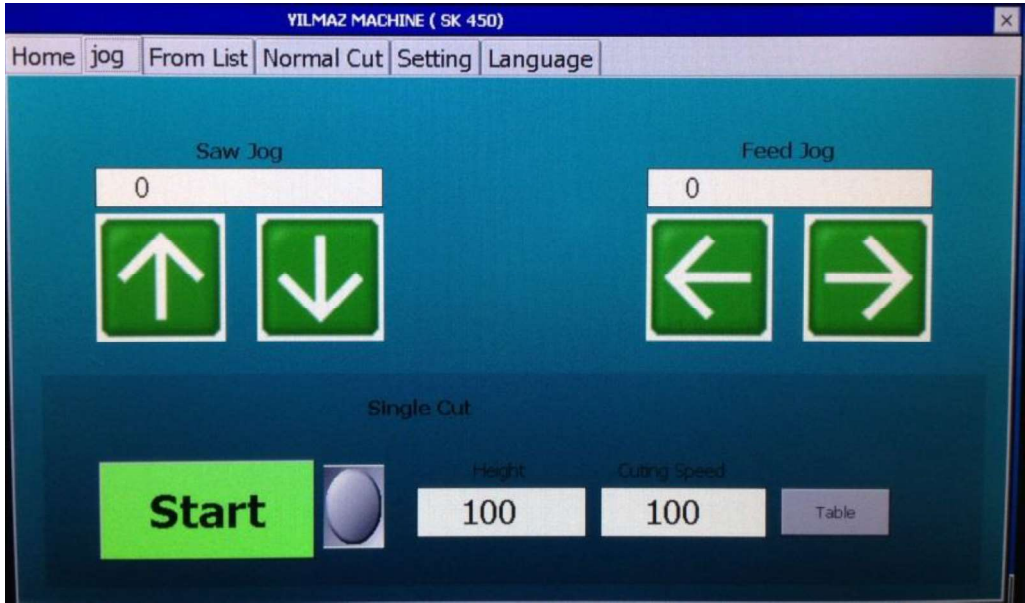 YILMAZ MACHINE ( SK 450)
Home jog From List Normal Cut Setting Language
Saw Jog
Feed Jog
0
0
Single Cut
Height
Cuting Speed
Start
100
100
Table